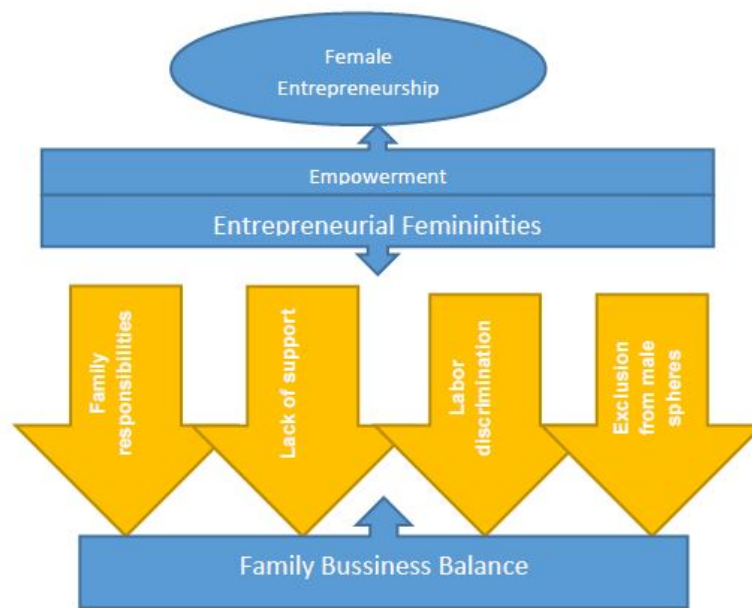 Female
Entrepreneurship
Empowerment
Entrepreneurial Femininities
Family
responsibilities
Lack of support
Labor
discrimination
Exclusion
from male
spheres
Family Bussiness Balance